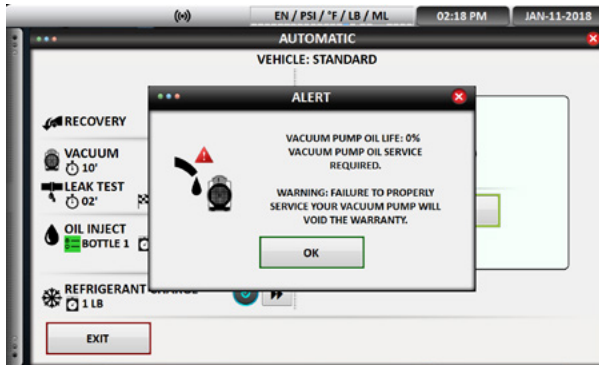 EN / PSI / °F / LB / ML
02:18 PM
JAN-11-2018
AUTOMATIC
VEHICLE: STANDARD
RECOVERY
VACUUM
10'
LEAK TEST
02'
OIL INJECT
BOTTLE 1
REFRIGERANT
1 LB
EXIT
ALERT
VACUUM PUMP OIL LIFE: 0%
VACUUM PUMP OIL SERVICE
REQUIRED.
WARNING: FAILURE TO PROPERLY
SERVICE YOUR VACUUM PUMP WILL
VOID THE WARRANTY.
OK